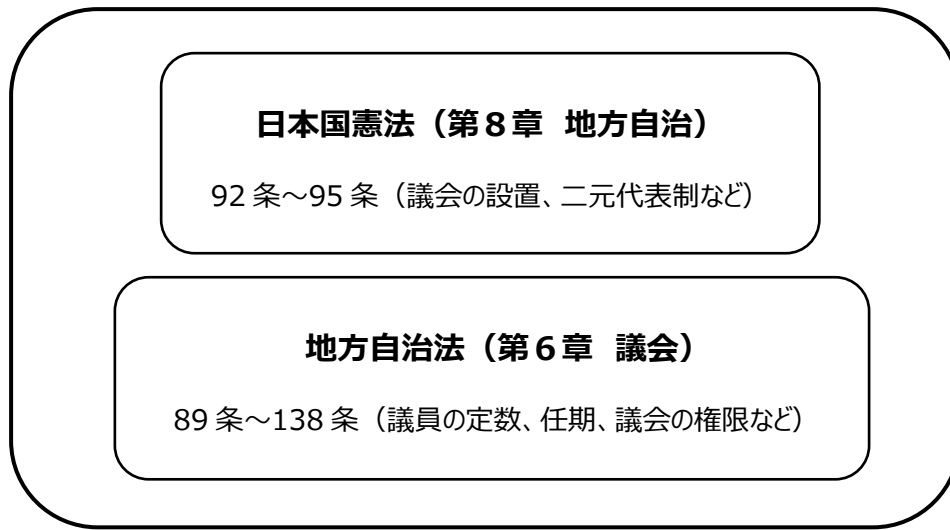 日本国憲法（第８章 地方自治）
92 条～95 条（議会の設置、二元代表制など）
地方自治法（第６章 議会）
89 条～138 条（議員の定数、任期、議会の権限など）